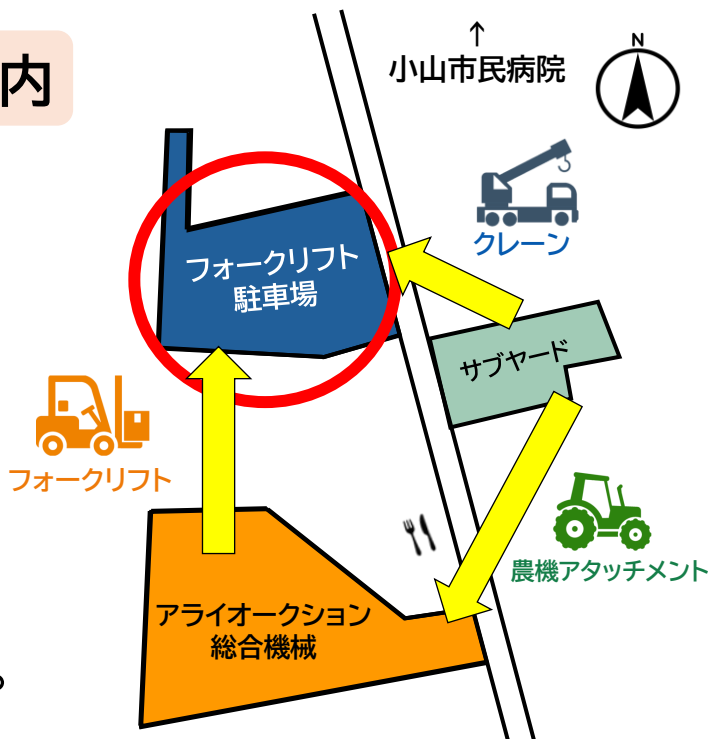 内
↑
小山市民病院
N
クレーン
フォークリフト
駐車場
サブヤード
フォークリフト
農機アタッチメント
アライオークション
総合機械
。